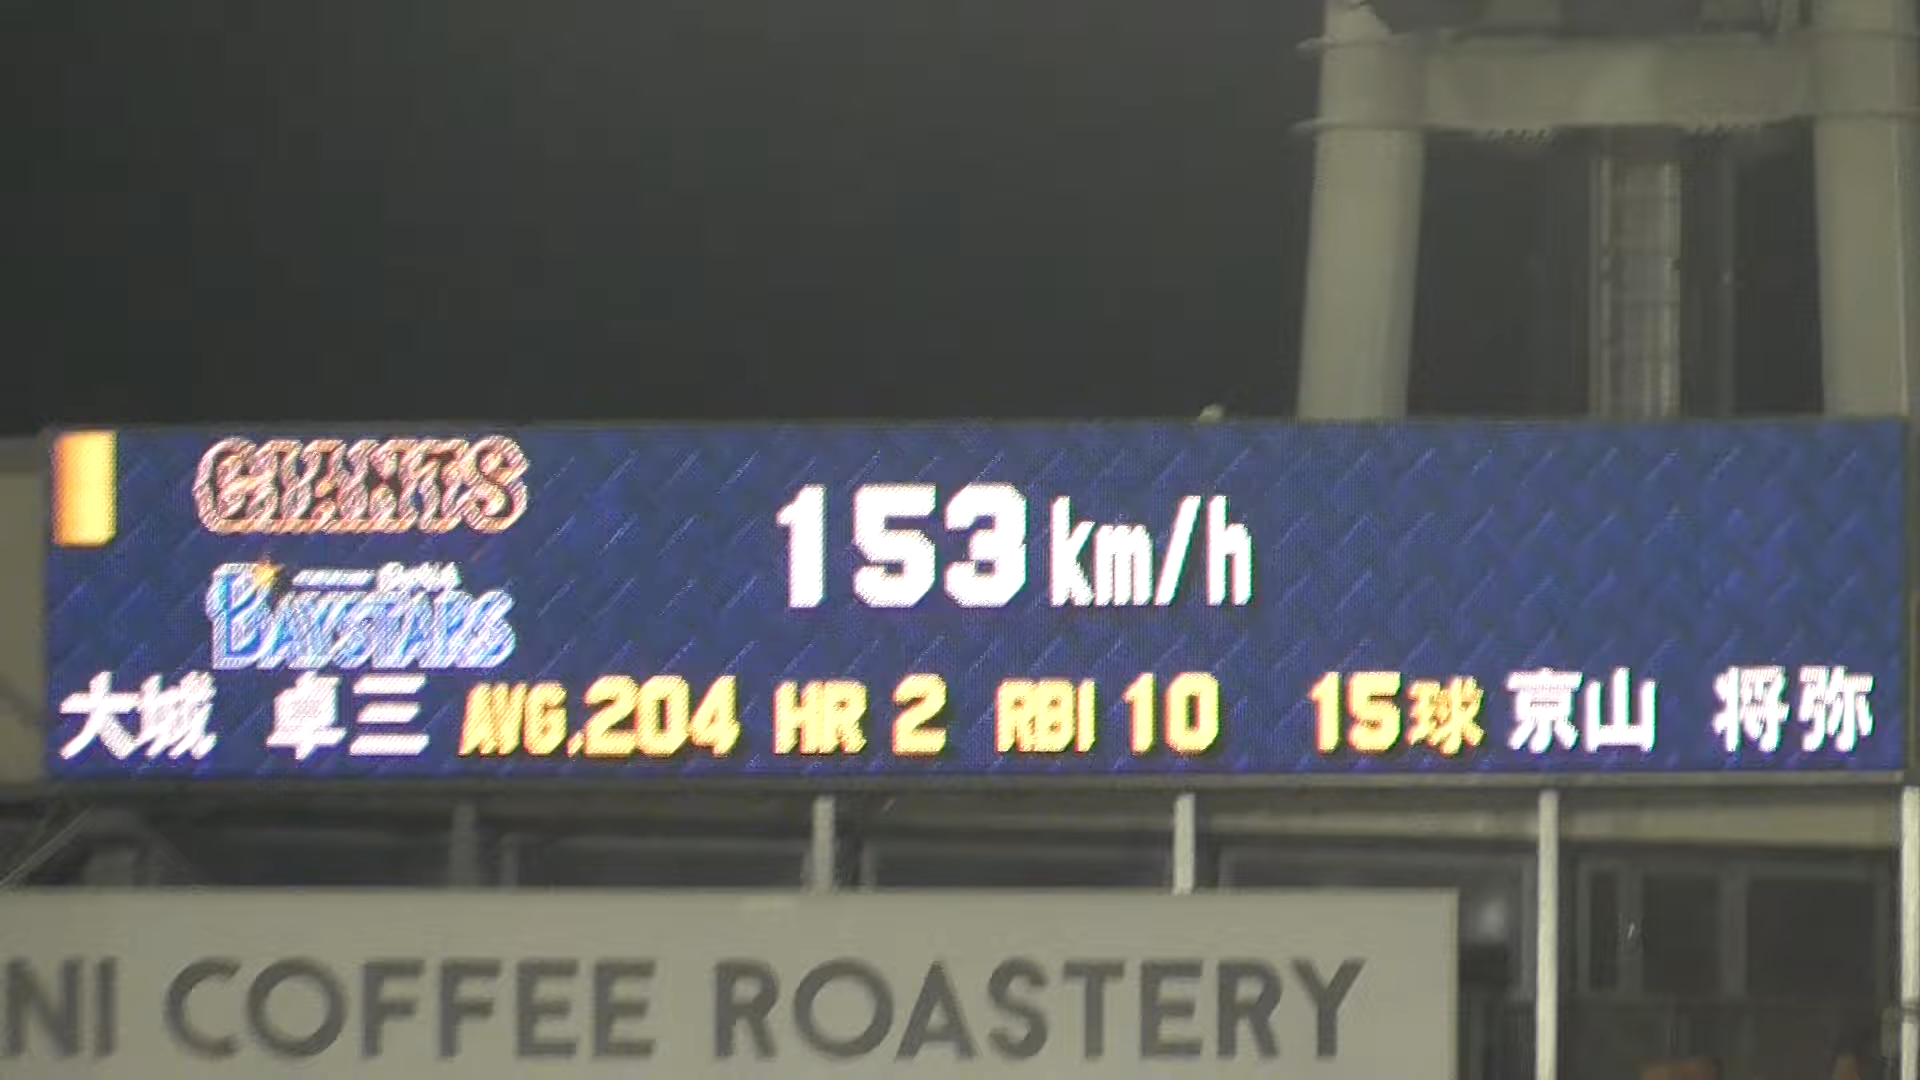 GIANTS
153 km/h
BAYSTARS
大城 卓三 AVG.204 HR 2 RBI 10 15球 京山 将弥
NI COFFEE ROASTERY